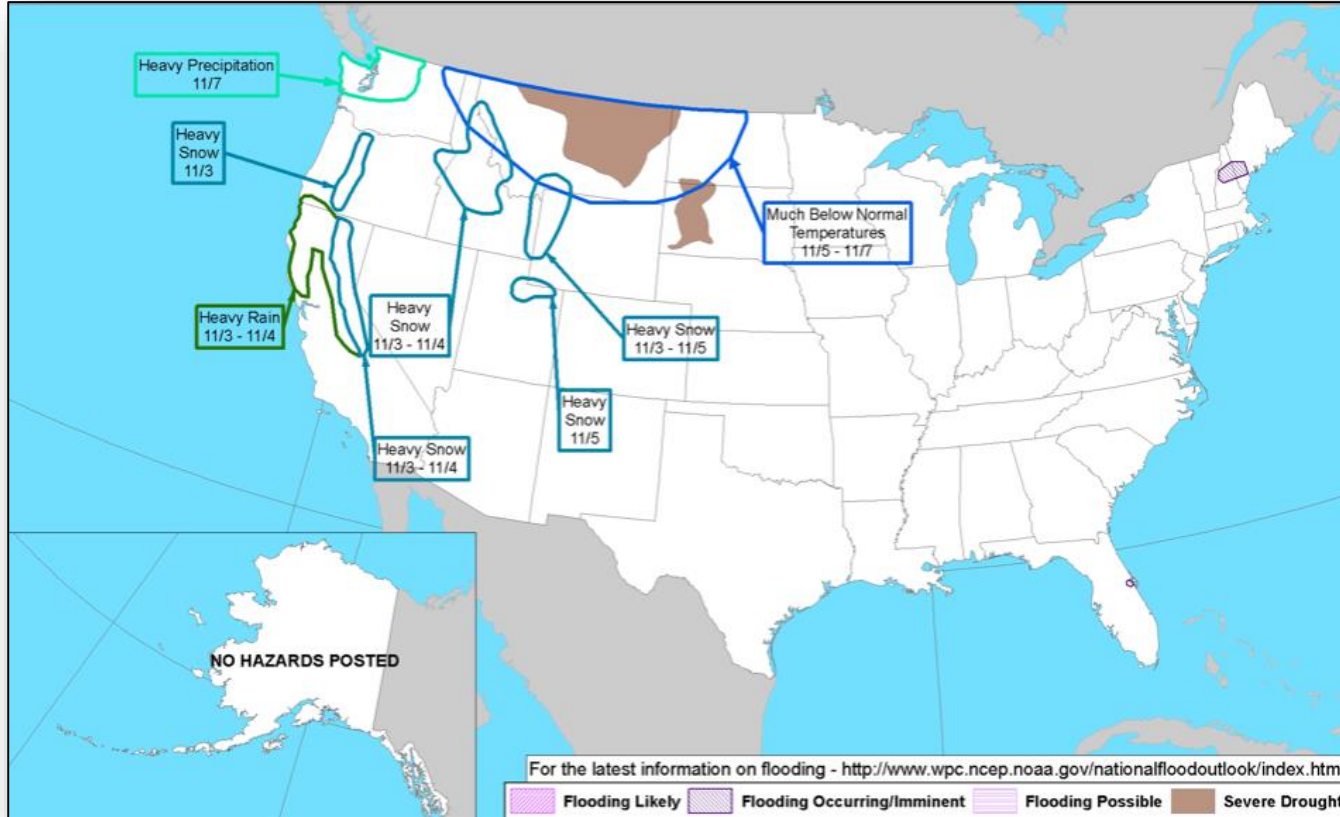 Heavy Precipitation
11/7
Heavy
Snow
11/3
Much Below Normal
Temperatures
11/5 - 11/7
Heavy Rain
11/3 - 11/4
Heavy
Snow
11/3 - 11/4
Heavy Snow
11/3 - 11/5
Heavy
Snow
11/5
Heavy Snow
11/3 - 11/4
NO HAZARDS POSTED
For the latest information on flooding - http://www.wpc.ncep.noaa.gov/nationalfloodoutlook/index.htm
Flooding Likely Flooding Occurring/Imminent Flooding Possible Severe Drought